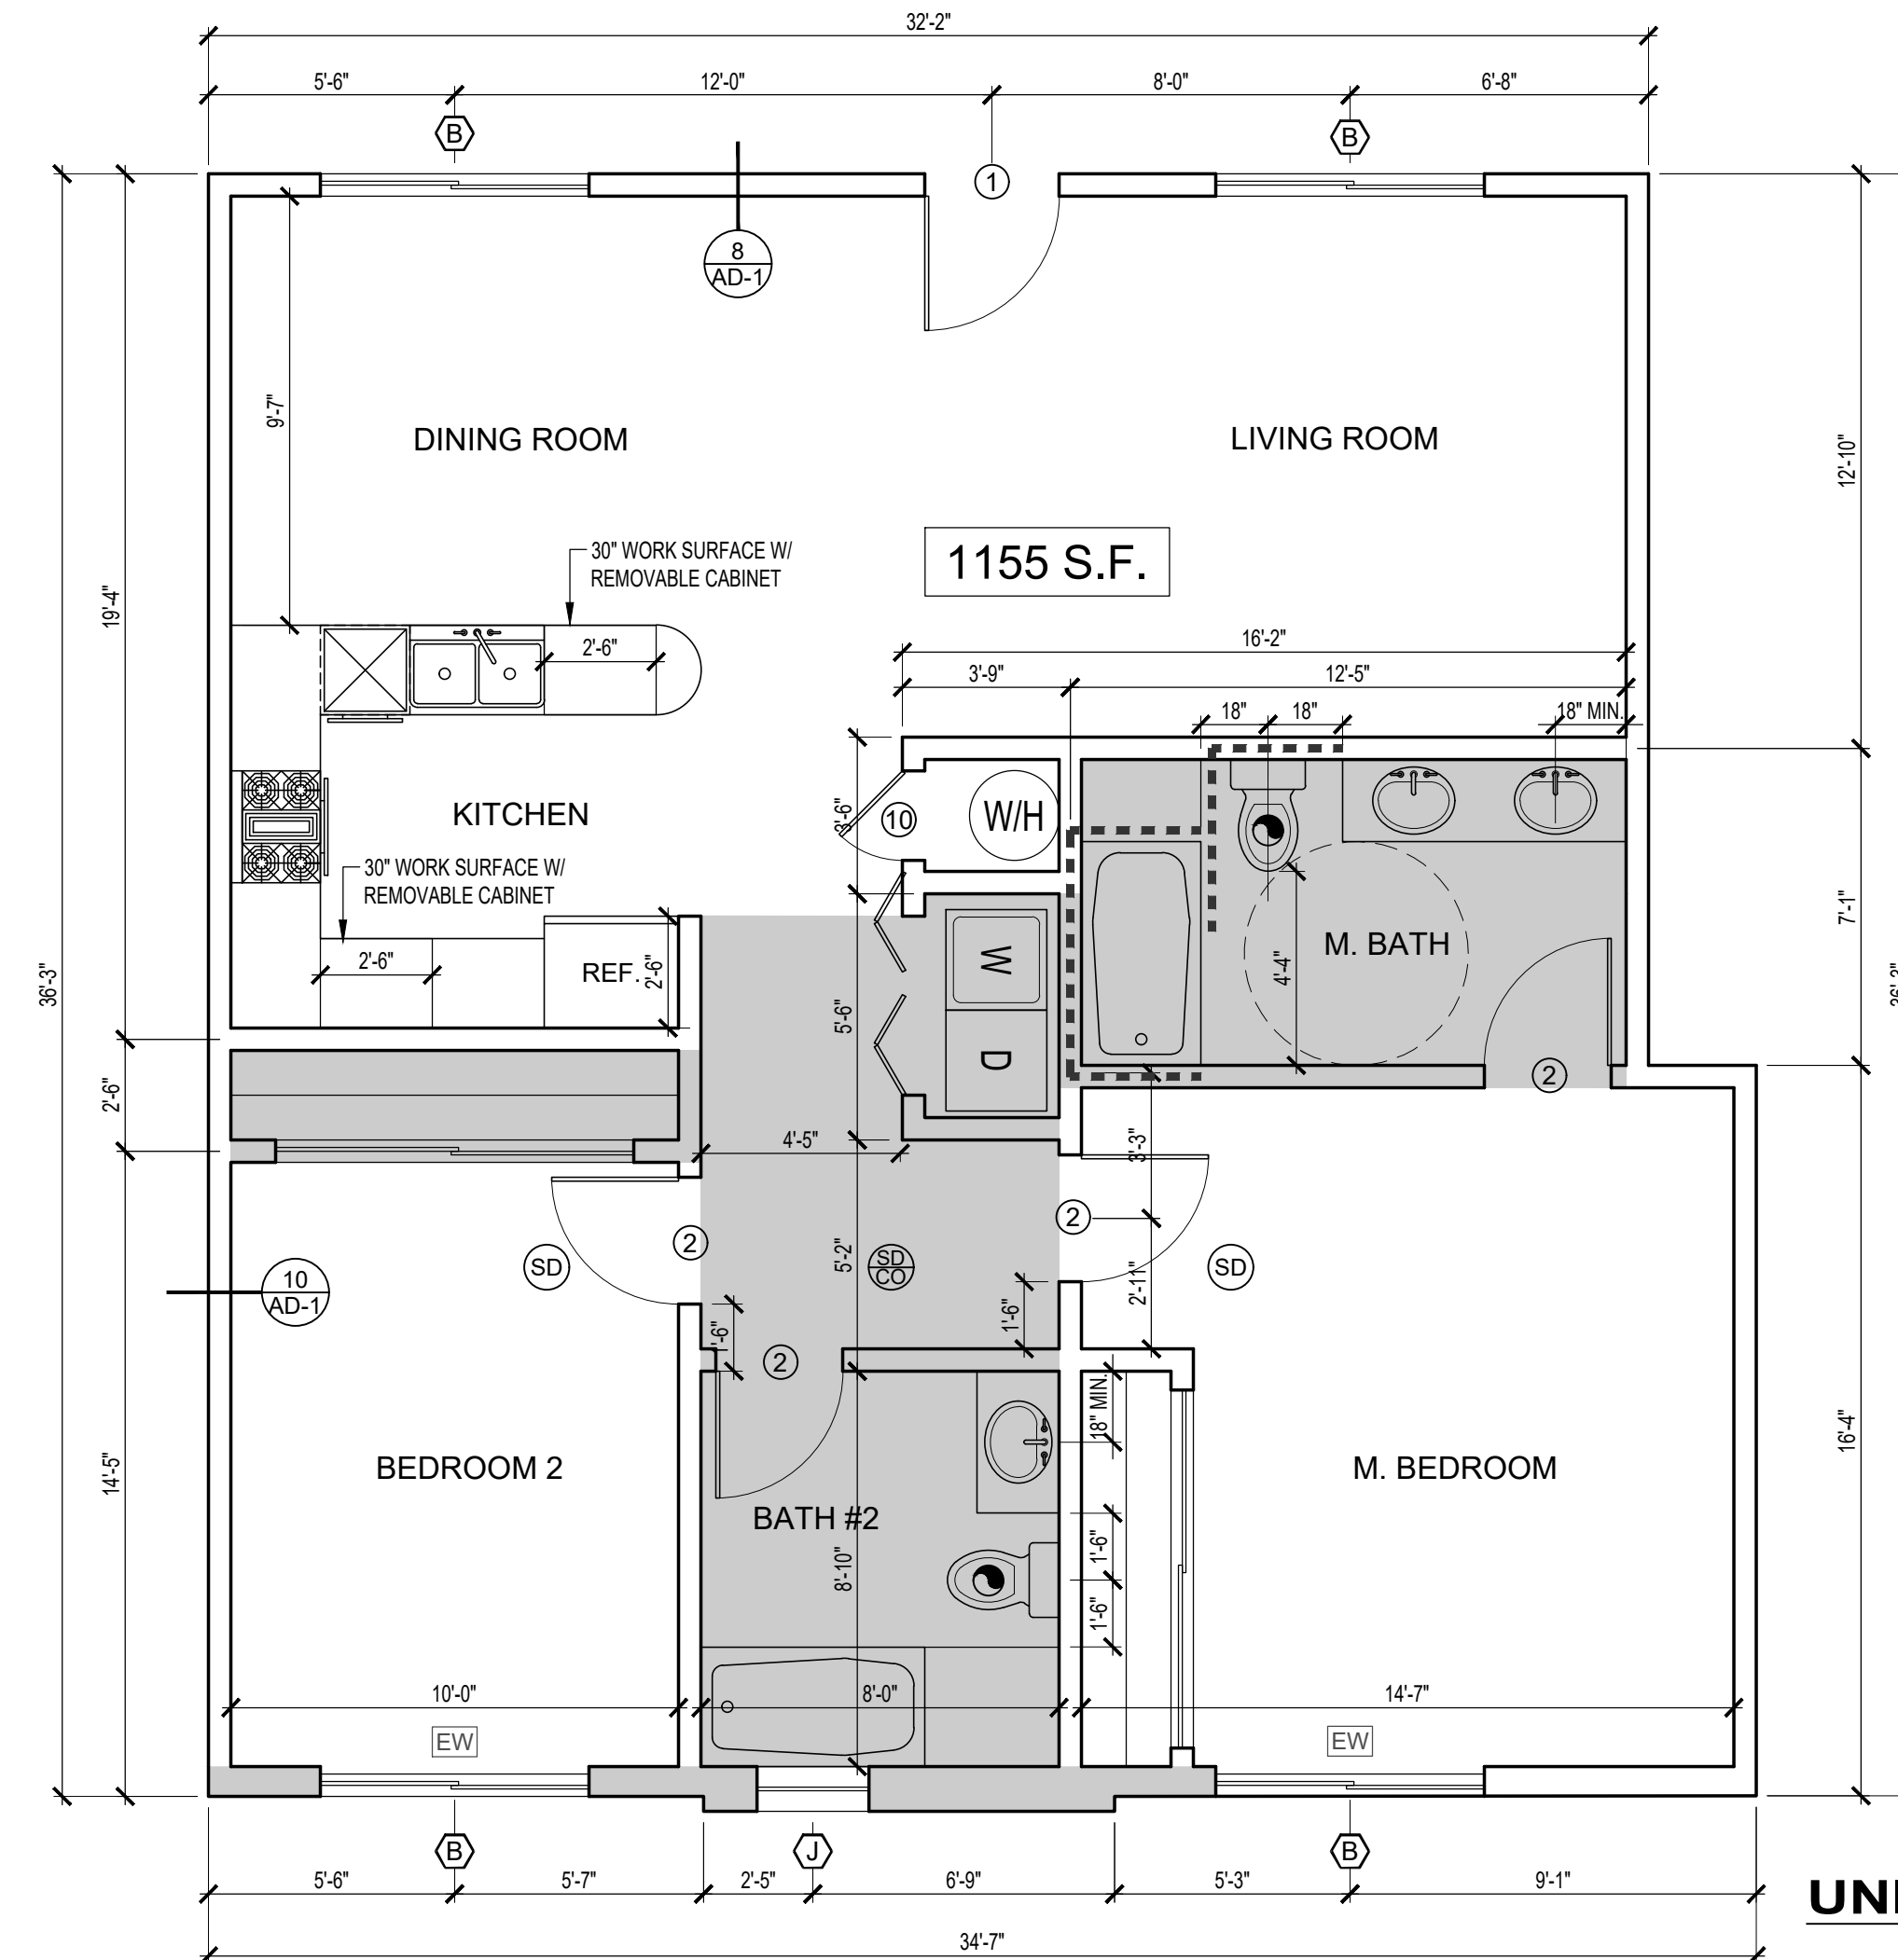 32'-2"
5'-6" 12'-0" 8'-0" 6'-8"
B B
1
8
AD-1
9'-7"
DINING ROOM LIVING ROOM
12'-10"
30" WORK SURFACE W/
REMOVABLE CABINET
1155 S.F.
19'-4"
2'-6"
16'-2"
3'-9" 12'-5"
18" 18" 18" MIN.
KITCHEN
10
W/H
30" WORK SURFACE W/
REMOVABLE CABINET
7'-1"
M. BATH
W
4'-4"
2'-6"
REF.
2'-6"
36'-3"
5'-6"
D
2
2'-6"
4'-5"
3'-3"
2
2
5'-2"
SD
SD
CO
SD
10
AD-1
2'-11"
1'-6"
1'-6"
2
18" MIN.
16'-4"
14'-5"
BEDROOM 2
M. BEDROOM
BATH #2
1'-6"
8'-10"
1'-6"
10'-0" 8'-0" 14'-7"
EW EW
B J B
5'-6" 5'-7" 2'-5" 6'-9" 5'-3" 9'-1"
34'-7"